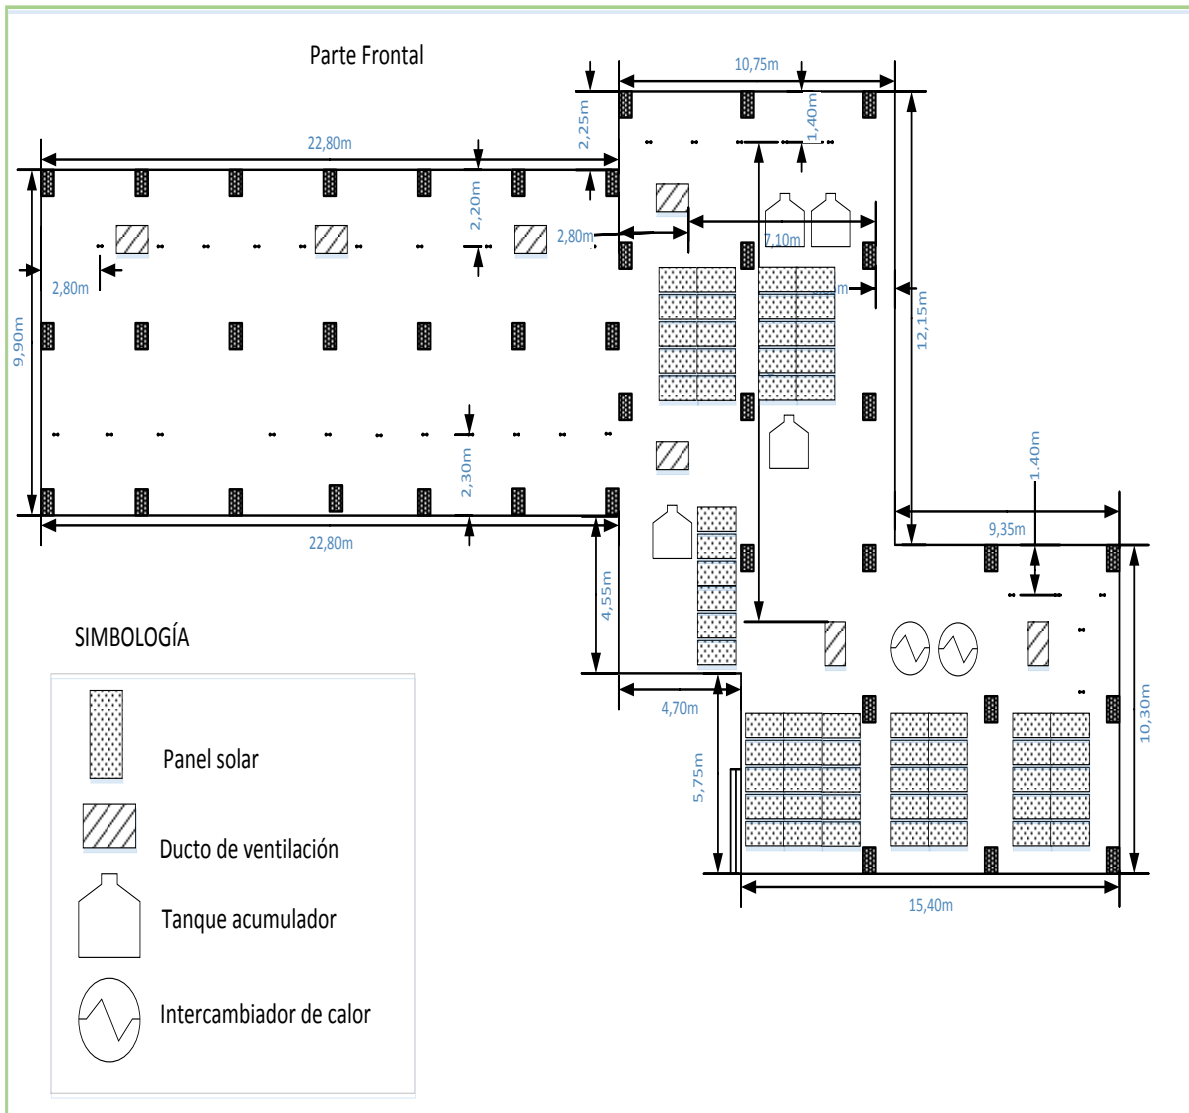 Parte Frontal
10,75m
2,25m
1,40m
22,80m
2,20m
2,80m
7,10m
2,80m
9,90m
12,15m
2,30m
1.40m
9,35m
22,80m
4,55m
SIMBOLOGÍA
4,70m
10,30m
Panel solar
5,75m
Ducto de ventilación
15,40m
Tanque acumulador
Intercambiador de calor